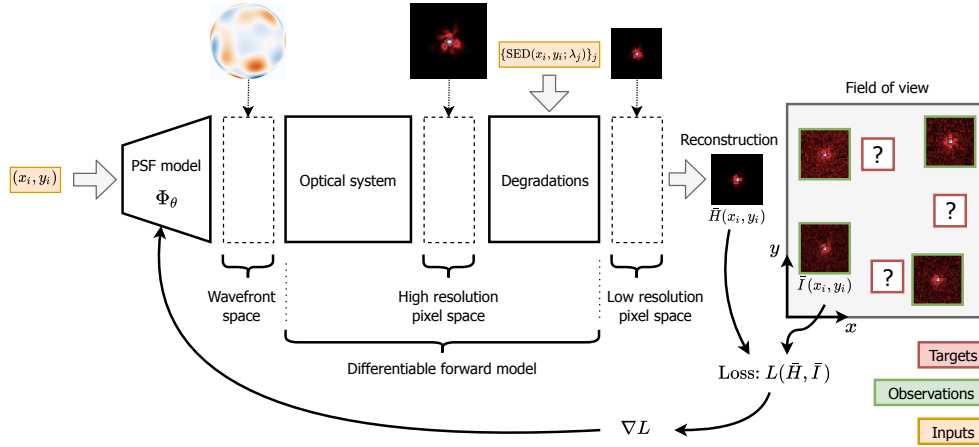 {SED(x_i, y_i; λ_j)}_j
Field of view
Reconstruction
PSF model
Φ_θ
Optical system
Degradations
(x_i, y_i)
?
?
?
H̄(x_i, y_i)
Ī(x_i, y_i)
y
x
Wavefront
space
High resolution
pixel space
Low resolution
pixel space
Differentiable forward model
Loss: L(H̄, Ī)
∇L
Targets
Observations
Inputs